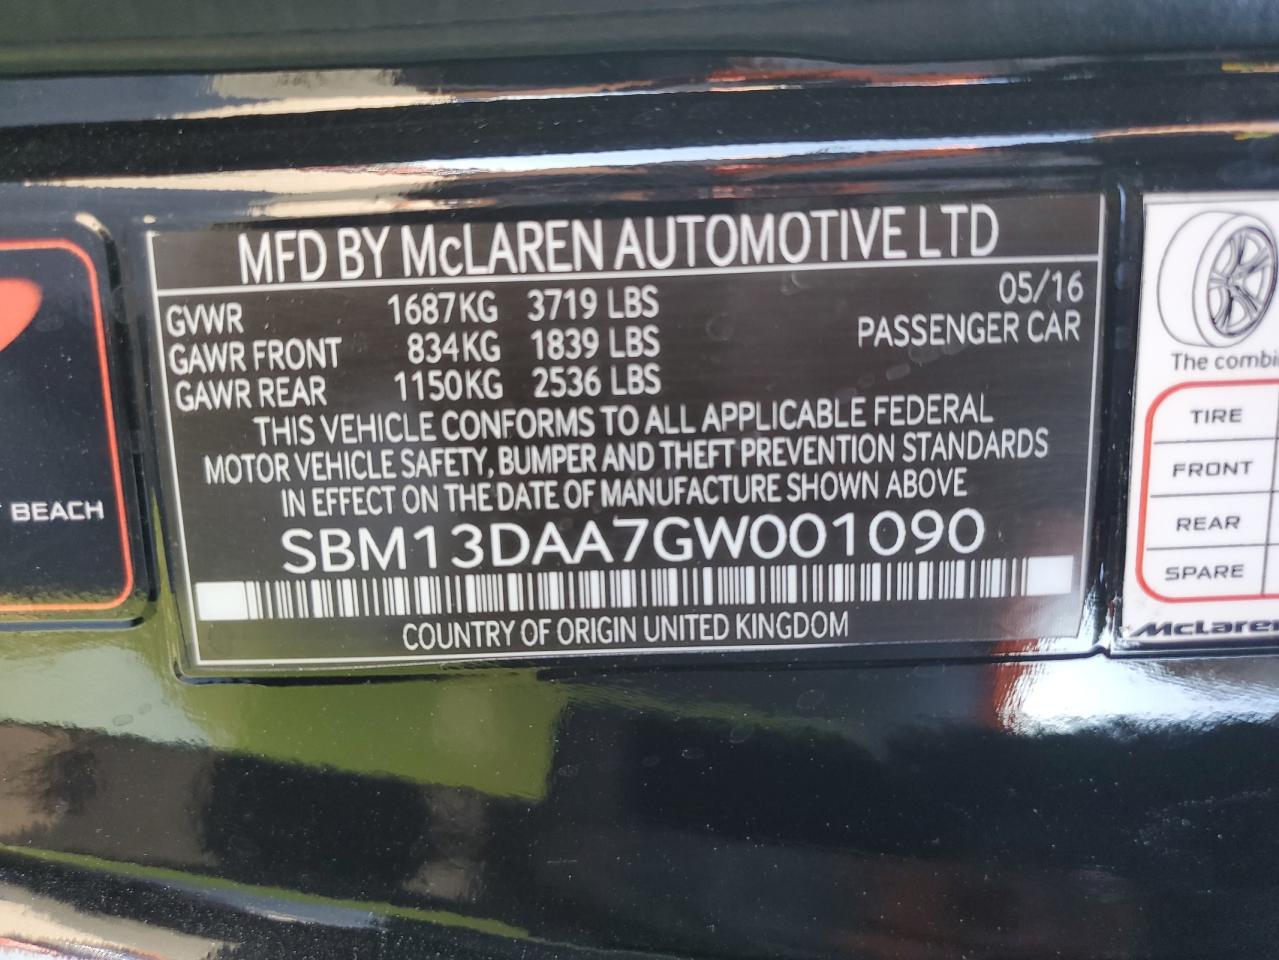 MFD BY McLAREN AUTOMOTIVE LTD
05/16
GVWR 1687KG 3719 LBS
PASSENGER CAR
GAWR FRONT 834KG 1839 LBS
GAWR REAR 1150KG 2536 LBS
THIS VEHICLE CONFORMS TO ALL APPLICABLE FEDERAL
MOTOR VEHICLE SAFETY, BUMPER AND THEFT PREVENTION STANDARDS
IN EFFECT ON THE DATE OF MANUFACTURE SHOWN ABOVE
SBM13DAA7GW001090
COUNTRY OF ORIGIN UNITED KINGDOM
BEACH
The
TIRE
FRONT
REAR
SPARE
McLaren